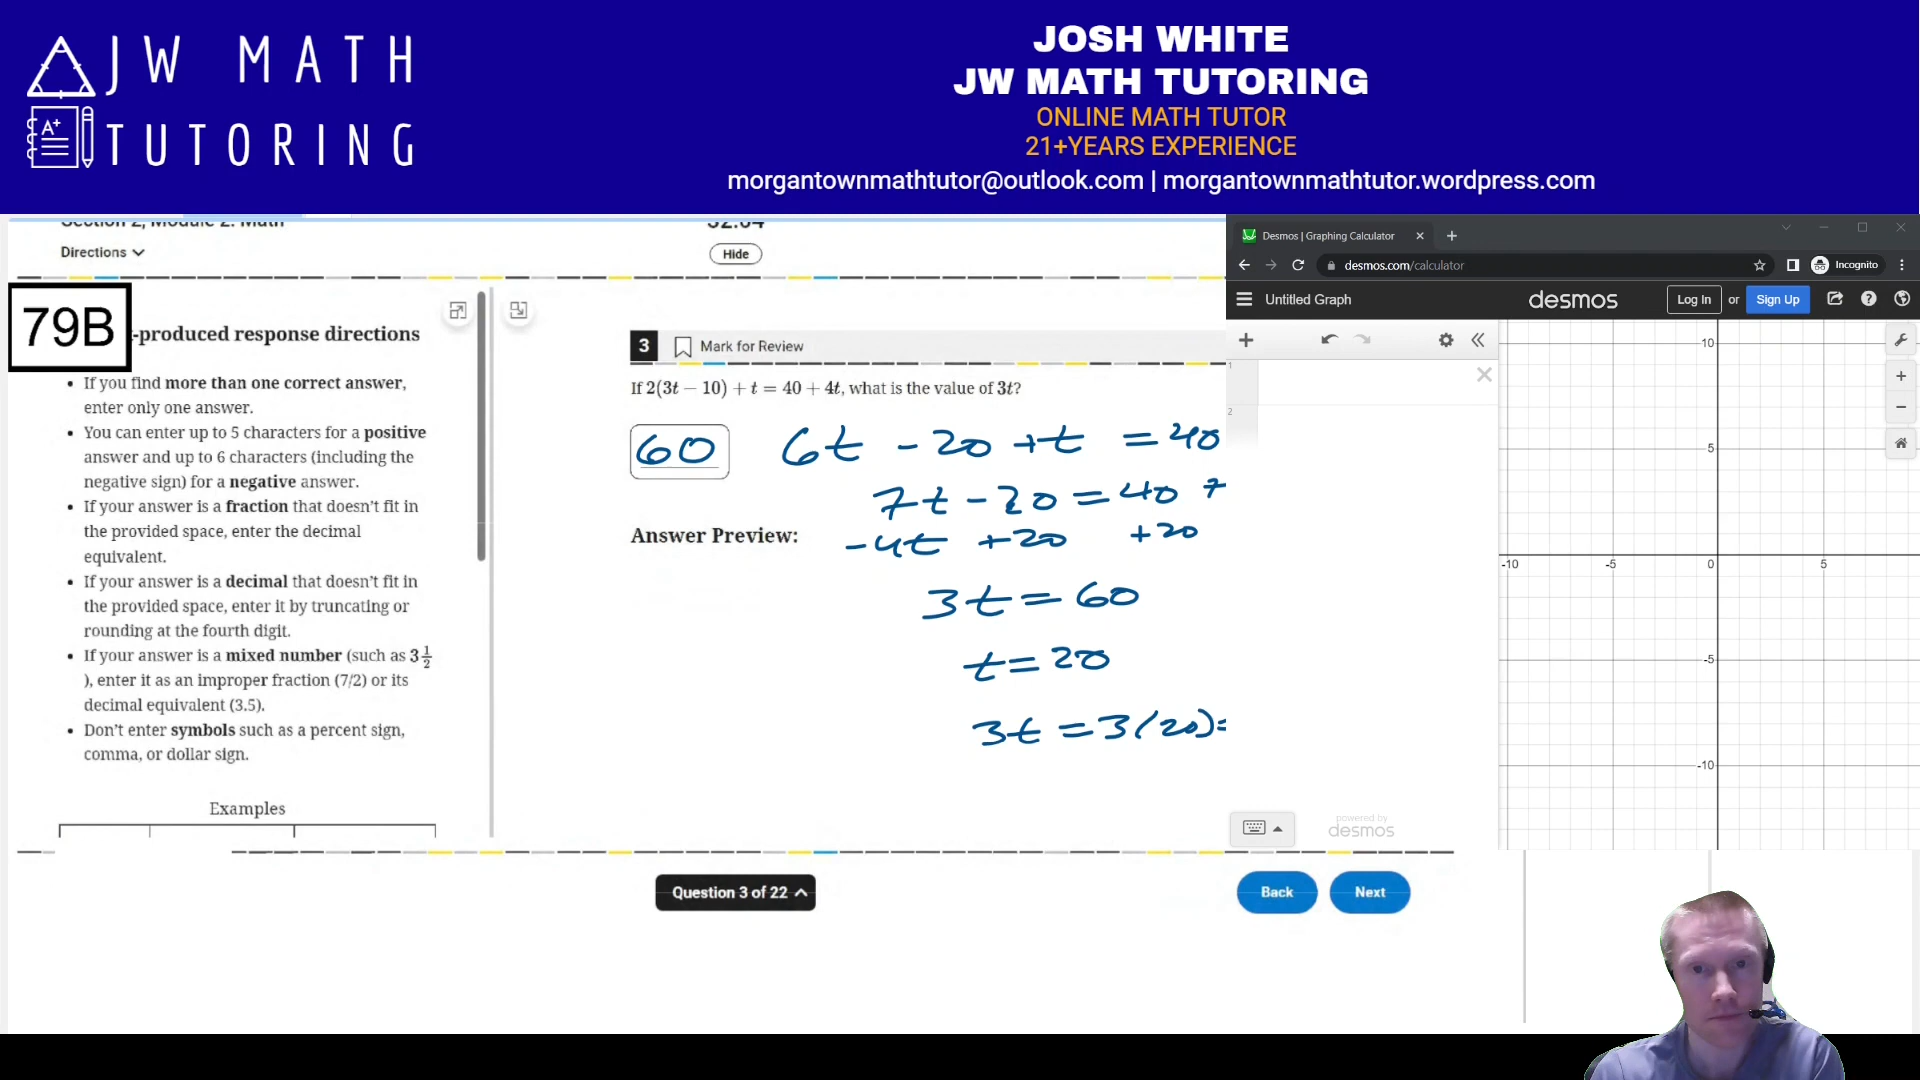 JW MATH
TUTORING
A+
JOSH WHITE
JW MATH TUTORING
ONLINE MATH TUTOR
21+YEARS EXPERIENCE
morgantownmathtutor@outlook.com | morgantownmathtutor.wordpress.com
Section 2, Module 2: Math
Directions
Hide
79B
-produced response directions
• If you find more than one correct answer,
enter only one answer.
• You can enter up to 5 characters for a positive
answer and up to 6 characters (including the
negative sign) for a negative answer.
• If your answer is a fraction that doesn't fit in
the provided space, enter the decimal
equivalent.
• If your answer is a decimal that doesn't fit in
the provided space, enter it by truncating or
rounding at the fourth digit.
• If your answer is a mixed number (such as 3 1/2
), enter it as an improper fraction (7/2) or its
decimal equivalent (3.5).
• Don't enter symbols such as a percent sign,
comma, or dollar sign.
Examples
3 Mark for Review
If 2(3t − 10) + t = 40 + 4t, what is the value of 3t?
60
6t - 20 + t = 40
7t - 20 = 40 +
-4t +20 +20
Answer Preview:
3t = 60
t = 20
3t = 3(20) =
Question 3 of 22
Back
Next
Desmos | Graphing Calculator
desmos.com/calculator
Incognito
Untitled Graph
desmos
Log In
or
Sign Up
1
2
10
5
-10
-5
0
5
-5
-10
powered by
desmos